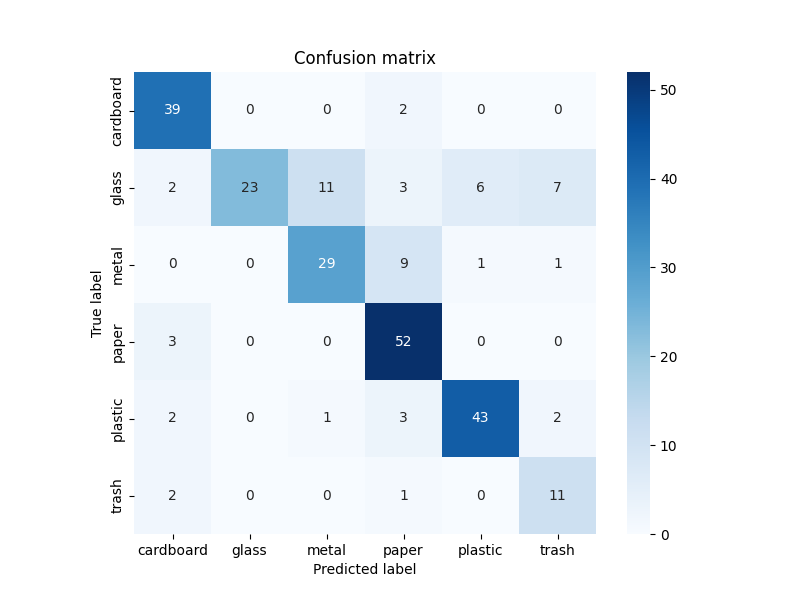 Confusion matrix
cardboard 39 0 0 2 0 0
glass 2 23 11 3 6 7
metal 0 0 29 9 1 1
paper 3 0 0 52 0 0
plastic 2 0 1 3 43 2
trash 2 0 0 1 0 11
cardboard glass metal paper plastic trash
Predicted label
True label
50
40
30
20
10
0